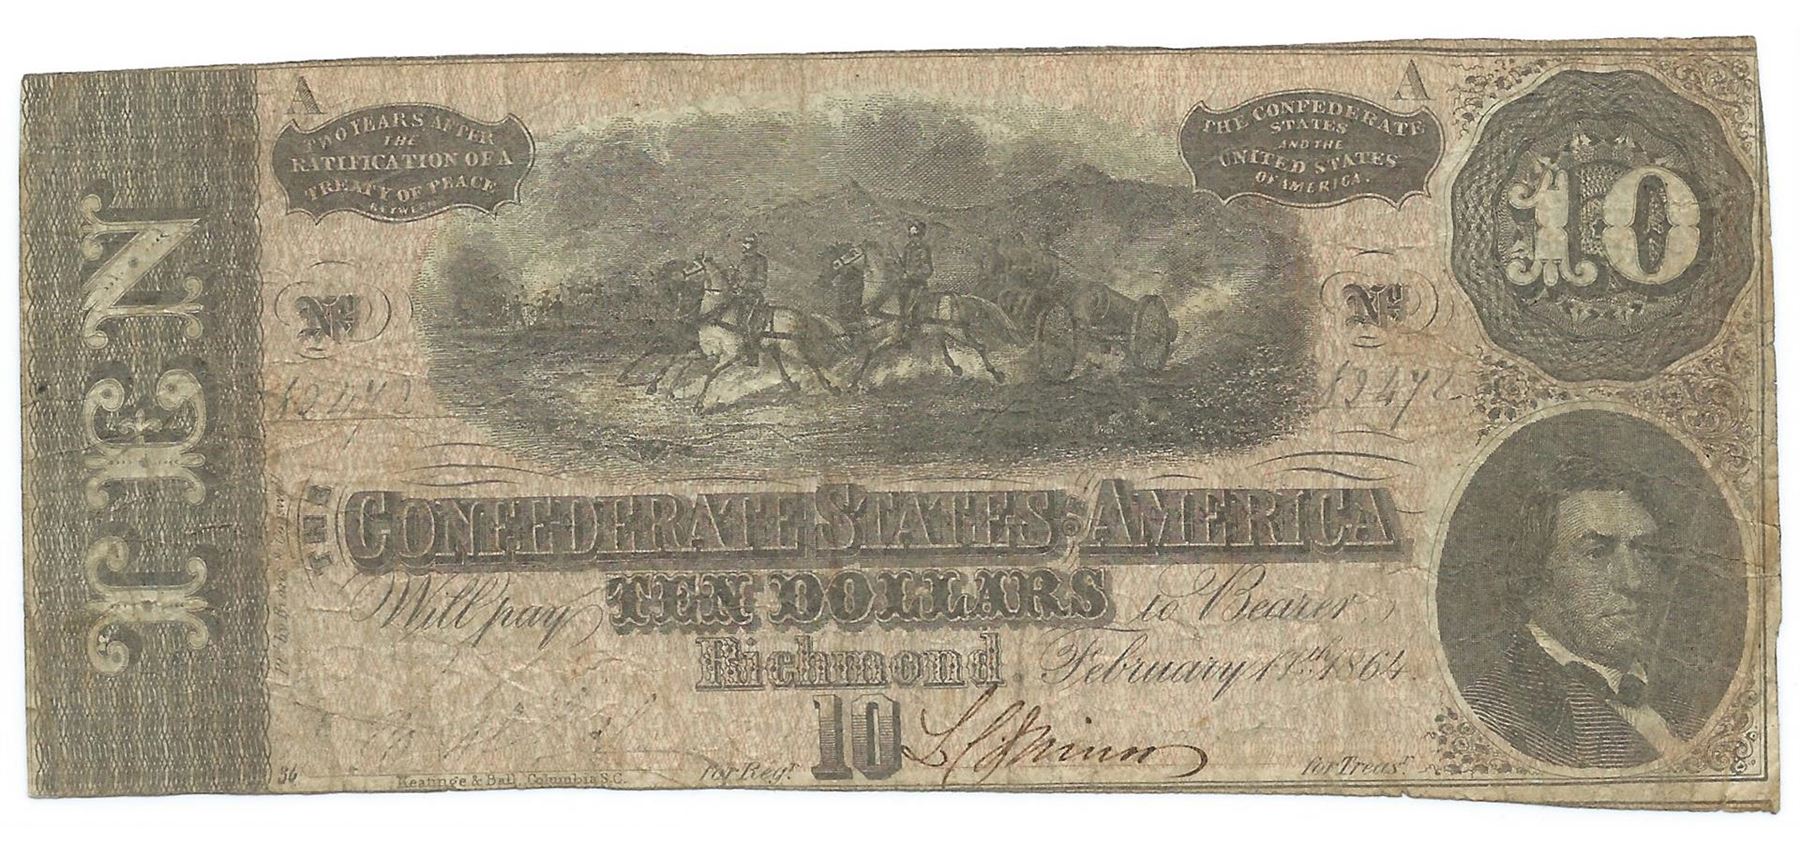 TEN
A
TWO YEARS AFTER
THE
RATIFICATION OF A
TREATY OF PEACE
BETWEEN
THE CONFEDERATE
STATES
AND THE
UNITED STATES
OF AMERICA.
A
10
No
No
THE
CONFEDERATE STATES OF AMERICA
Will pay TEN DOLLARS to Bearer
Richmond. February 17th 1864.
10
36
Keatinge & Ball, Columbia S.C.
for Regr
for Treasr